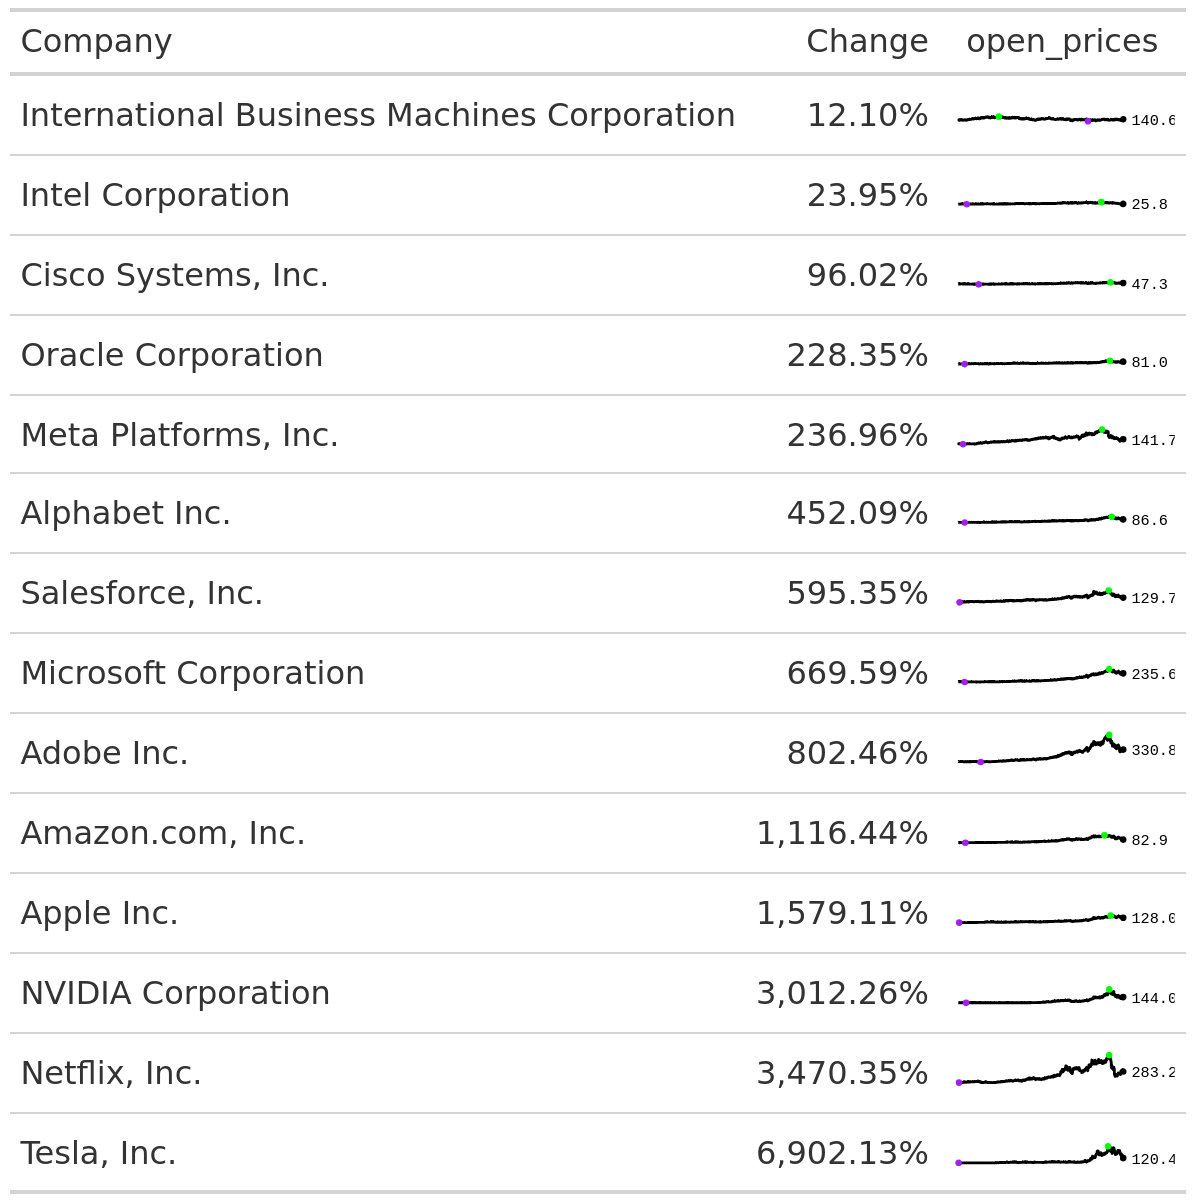 Company Change open_prices
International Business Machines Corporation 12.10% 140.6
Intel Corporation 23.95% 25.8
Cisco Systems, Inc. 96.02% 47.3
Oracle Corporation 228.35% 81.0
Meta Platforms, Inc. 236.96% 141.7
Alphabet Inc. 452.09% 86.6
Salesforce, Inc. 595.35% 129.7
Microsoft Corporation 669.59% 235.6
Adobe Inc. 802.46% 330.8
Amazon.com, Inc. 1,116.44% 82.9
Apple Inc. 1,579.11% 128.0
NVIDIA Corporation 3,012.26% 144.0
Netflix, Inc. 3,470.35% 283.2
Tesla, Inc. 6,902.13% 120.4